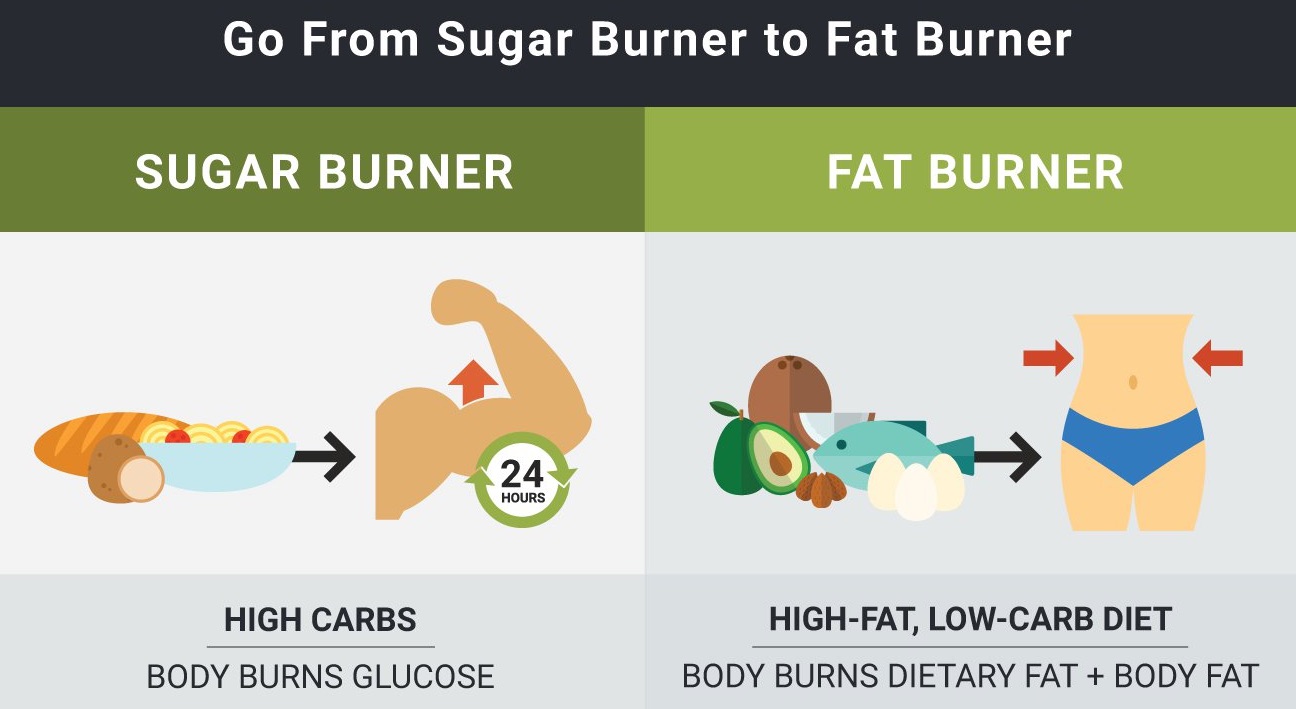 Go From Sugar Burner to Fat Burner
SUGAR BURNER
FAT BURNER
24
HOURS
HIGH CARBS
BODY BURNS GLUCOSE
HIGH-FAT, LOW-CARB DIET
BODY BURNS DIETARY FAT + BODY FAT